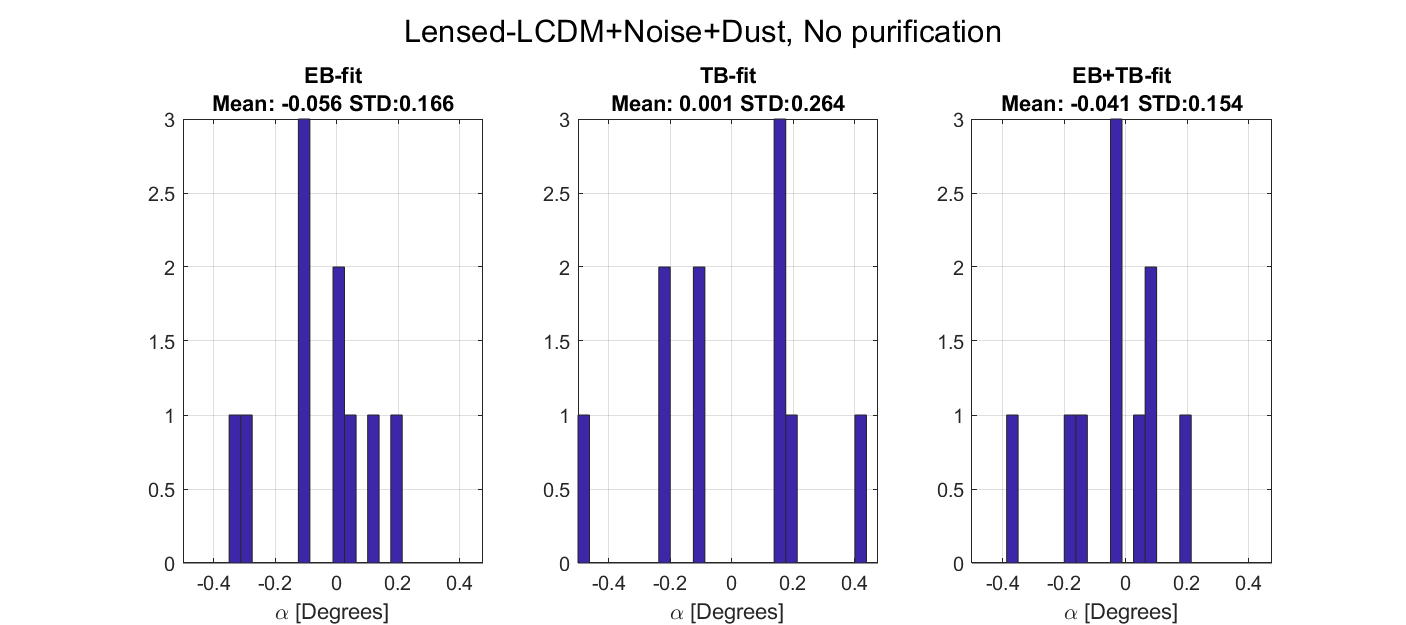 Lensed-LCDM+Noise+Dust, No purification
EB-fit
Mean: -0.056 STD:0.166
3
2.5
2
1.5
1
0.5
0
-0.4 -0.2 0 0.2 0.4
α [Degrees]
TB-fit
Mean: 0.001 STD:0.264
3
2.5
2
1.5
1
0.5
0
-0.4 -0.2 0 0.2 0.4
α [Degrees]
EB+TB-fit
Mean: -0.041 STD:0.154
3
2.5
2
1.5
1
0.5
0
-0.4 -0.2 0 0.2 0.4
α [Degrees]